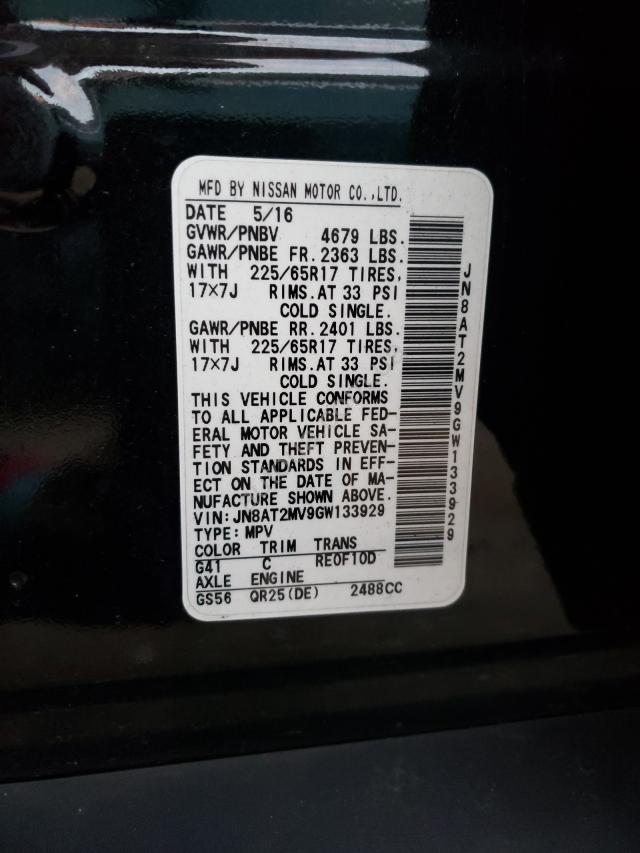 MFD BY NISSAN MOTOR CO.,LTD.
DATE 5/16
GVWR/PNBV 4679 LBS.
GAWR/PNBE FR. 2363 LBS.
WITH 225/65R17 TIRES,
17×7J RIMS.AT 33 PSI
COLD SINGLE.
GAWR/PNBE RR. 2401 LBS.
WITH 225/65R17 TIRES,
17×7J RIMS.AT 33 PSI
COLD SINGLE.
THIS VEHICLE CONFORMS
TO ALL APPLICABLE FED-
ERAL MOTOR VEHICLE SA-
FETY AND THEFT PREVEN-
TION STANDARDS IN EFF-
ECT ON THE DATE OF MA-
NUFACTURE SHOWN ABOVE.
VIN:JN8AT2MV9GW133929
TYPE:MPV
COLOR TRIM TRANS
G41 C RE0F10D
AXLE ENGINE
GS56 QR25(DE) 2488CC
JN8AT2MV9GW133929